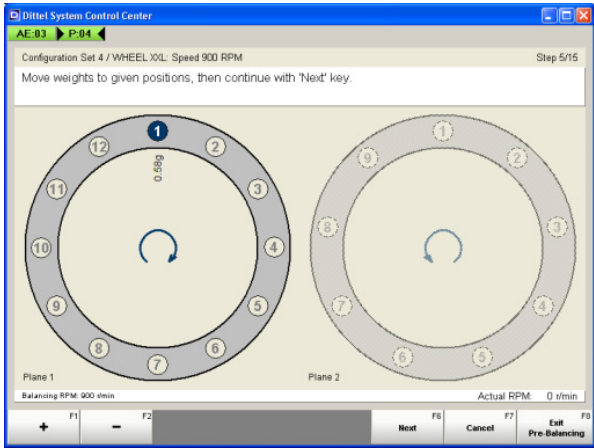 Dittel System Control Center
AE:03 P:04
Configuration Set 4 / WHEEL XXL: Speed 900 RPM Step 5/15
Move weights to given positions, then continue with 'Next' key.
1
2
3
4
5
6
7
8
9
10
11
12
0.58g
Plane 1
1
2
3
4
5
6
7
8
9
Plane 2
Balancing RPM: 900 r/min Actual RPM: 0 r/min
+ F1
− F2
Next F6
Cancel F7
Exit F8
Pre-Balancing